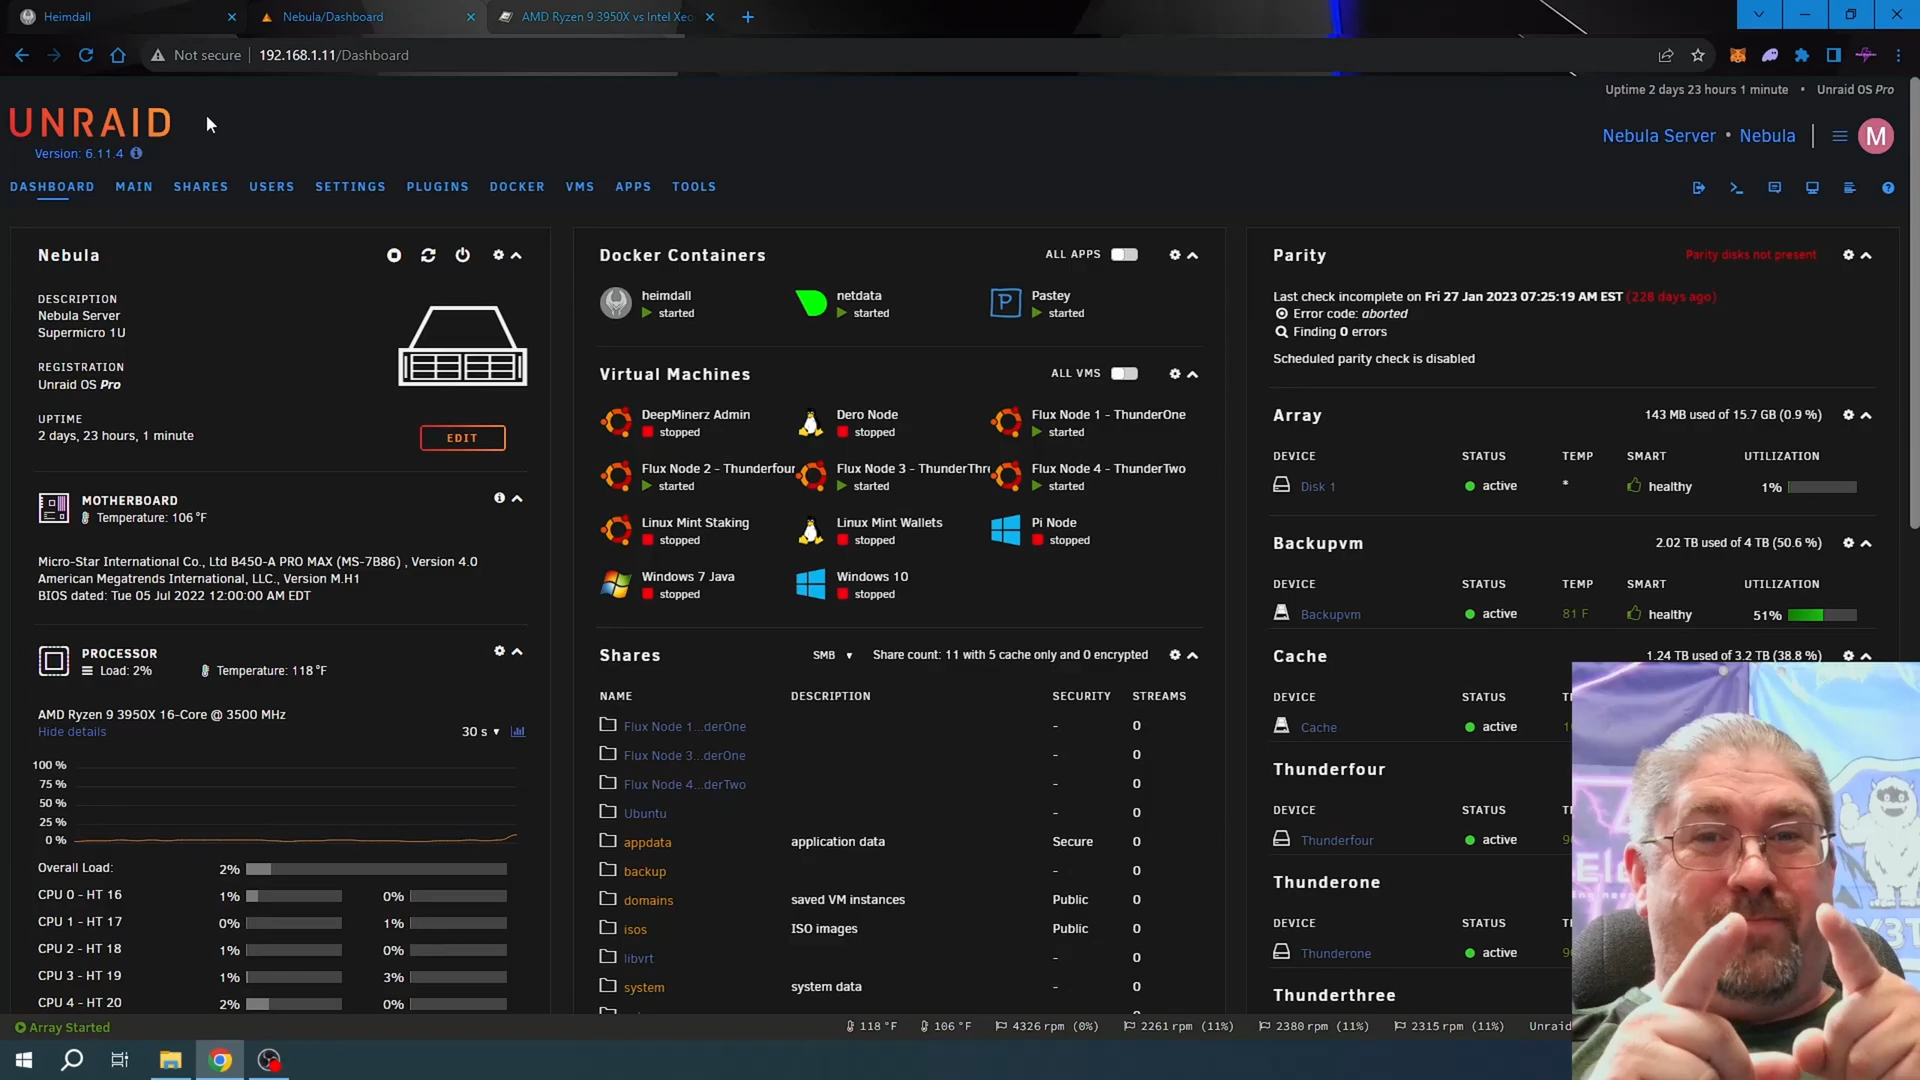 Heimdall
Nebula/Dashboard
AMD Ryzen 9 3950X vs Intel Xeo
Not secure
192.168.1.11/Dashboard
UNRAID
Version: 6.11.4
Uptime 2 days 23 hours 1 minute • Unraid OS Pro
Nebula Server • Nebula
M
DASHBOARD MAIN SHARES USERS SETTINGS PLUGINS DOCKER VMS APPS TOOLS
Nebula
DESCRIPTION
Nebula Server
Supermicro 1U
REGISTRATION
Unraid OS Pro
UPTIME
2 days, 23 hours, 1 minute
EDIT
MOTHERBOARD
Temperature: 106 °F
Micro-Star International Co., Ltd B450-A PRO MAX (MS-7B86) , Version 4.0
American Megatrends International, LLC., Version M.H1
BIOS dated: Tue 05 Jul 2022 12:00:00 AM EDT
PROCESSOR
Load: 2% Temperature: 118 °F
AMD Ryzen 9 3950X 16-Core @ 3500 MHz
Hide details
30 s
100 %
75 %
50 %
25 %
0 %
Overall Load: 2%
CPU 0 - HT 16 1% 0%
CPU 1 - HT 17 0% 1%
CPU 2 - HT 18 1% 0%
CPU 3 - HT 19 1% 3%
CPU 4 - HT 20 2% 0%
Docker Containers
ALL APPS
heimdall
started
netdata
started
P
Pastey
started
Virtual Machines
ALL VMS
DeepMinerz Admin
stopped
Dero Node
stopped
Flux Node 1 - ThunderOne
started
Flux Node 2 - Thunderfour
started
Flux Node 3 - ThunderThr
started
Flux Node 4 - ThunderTwo
started
Linux Mint Staking
stopped
Linux Mint Wallets
stopped
Pi Node
stopped
Windows 7 Java
stopped
Windows 10
stopped
Shares
SMB
Share count: 11 with 5 cache only and 0 encrypted
NAME DESCRIPTION SECURITY STREAMS
Flux Node 1...derOne - 0
Flux Node 3...derOne - 0
Flux Node 4...derTwo - 0
Ubuntu - 0
appdata application data Secure 0
backup - 0
domains saved VM instances Public 0
isos ISO images Public 0
libvrt - 0
system system data - 0
Parity
Parity disks not present
Last check incomplete on Fri 27 Jan 2023 07:25:19 AM EST (228 days ago)
Error code: aborted
Finding 0 errors
Scheduled parity check is disabled
Array
143 MB used of 15.7 GB (0.9 %)
DEVICE STATUS TEMP SMART UTILIZATION
Disk 1 active * healthy 1%
Backupvm
2.02 TB used of 4 TB (50.6 %)
DEVICE STATUS TEMP SMART UTILIZATION
Backupvm active 81 F healthy 51%
Cache
1.24 TB used of 3.2 TB (38.8 %)
DEVICE STATUS
Cache active
Thunderfour
DEVICE STATUS
Thunderfour active
Thunderone
DEVICE STATUS
Thunderone active
Thunderthree
Array Started
118 °F 106 °F 4326 rpm (0%) 2261 rpm (11%) 2380 rpm (11%) 2315 rpm (11%) Unraid